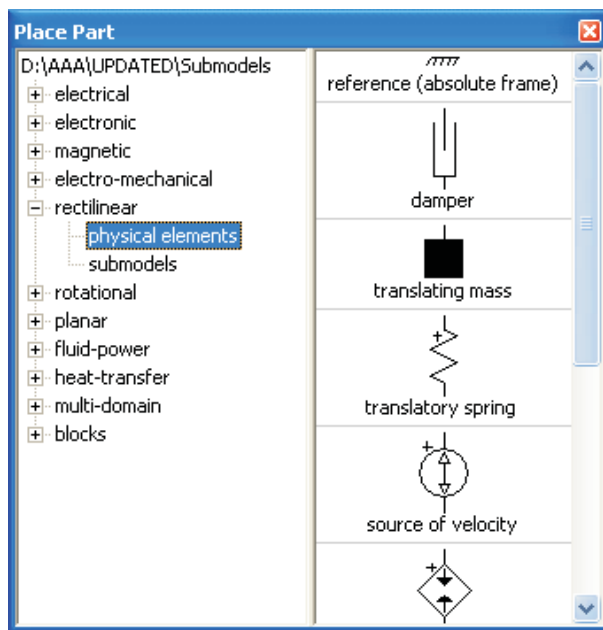 Place Part
D:\AAA\UPDATED\Submodels
electrical
electronic
magnetic
electro-mechanical
rectilinear
physical elements
submodels
rotational
planar
fluid-power
heat-transfer
multi-domain
blocks
reference (absolute frame)
damper
translating mass
translatory spring
source of velocity